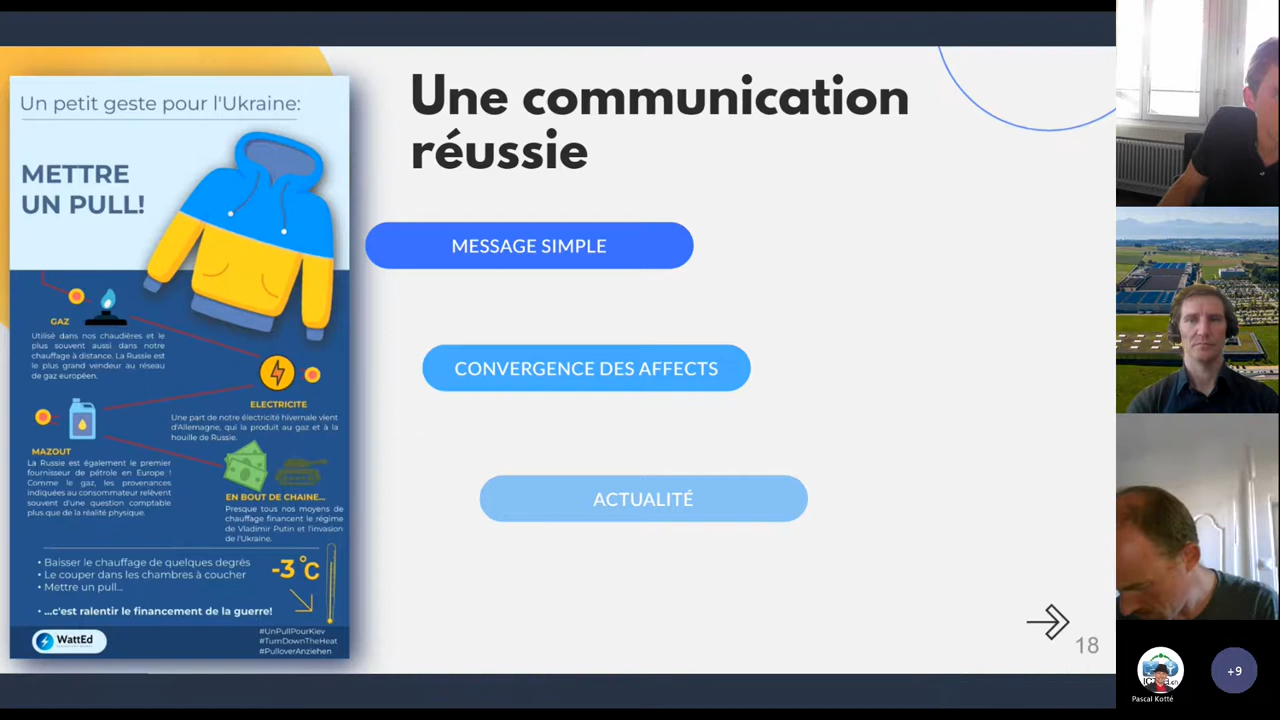 Un petit geste pour l'Ukraine:
METTRE
UN PULL!
GAZ
Utilisé dans nos chaudières et le
plus souvent aussi dans notre
chauffage à distance. La Russie est
le plus grand vendeur au réseau
de gaz européen.
ELECTRICITE
Une part de notre électricité hivernale vient
d'Allemagne, qui la produit au gaz et à la
houille de Russie.
MAZOUT
La Russie est également le premier
fournisseur de pétrole en Europe !
Comme le gaz, les provenances
indiquées au consommateur relèvent
souvent d'une question comptable
plus que de la réalité physique.
EN BOUT DE CHAINE...
Presque tous nos moyens de
chauffage financent le régime
de Vladimir Putin et l'invasion
de l'Ukraine.
• Baisser le chauffage de quelques degrés
• Le couper dans les chambres à coucher
• Mettre un pull...
• ...c'est ralentir le financement de la guerre!
-3°C
WattEd
#UnPullPourKiev
#TurnDownTheHeat
#PulloverAnziehen
Une communication
réussie
MESSAGE SIMPLE
CONVERGENCE DES AFFECTS
ACTUALITÉ
18
Pascal Kotté
+9